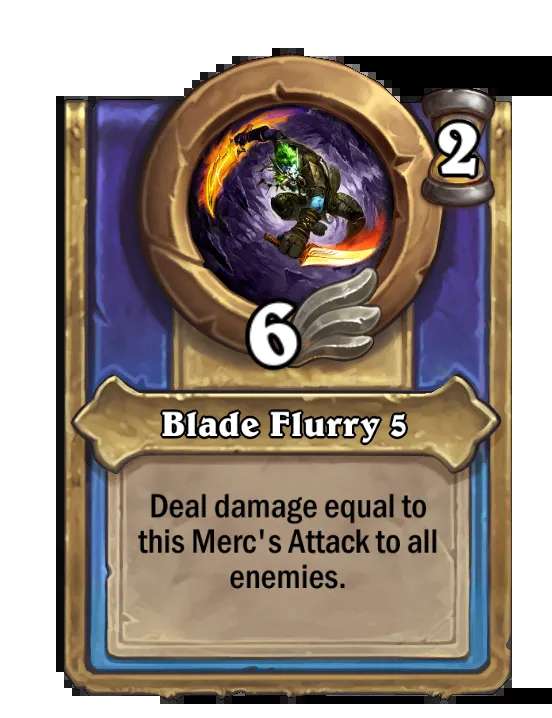 2
6
Blade Flurry 5
Deal damage equal to
this Merc's Attack to all
enemies.